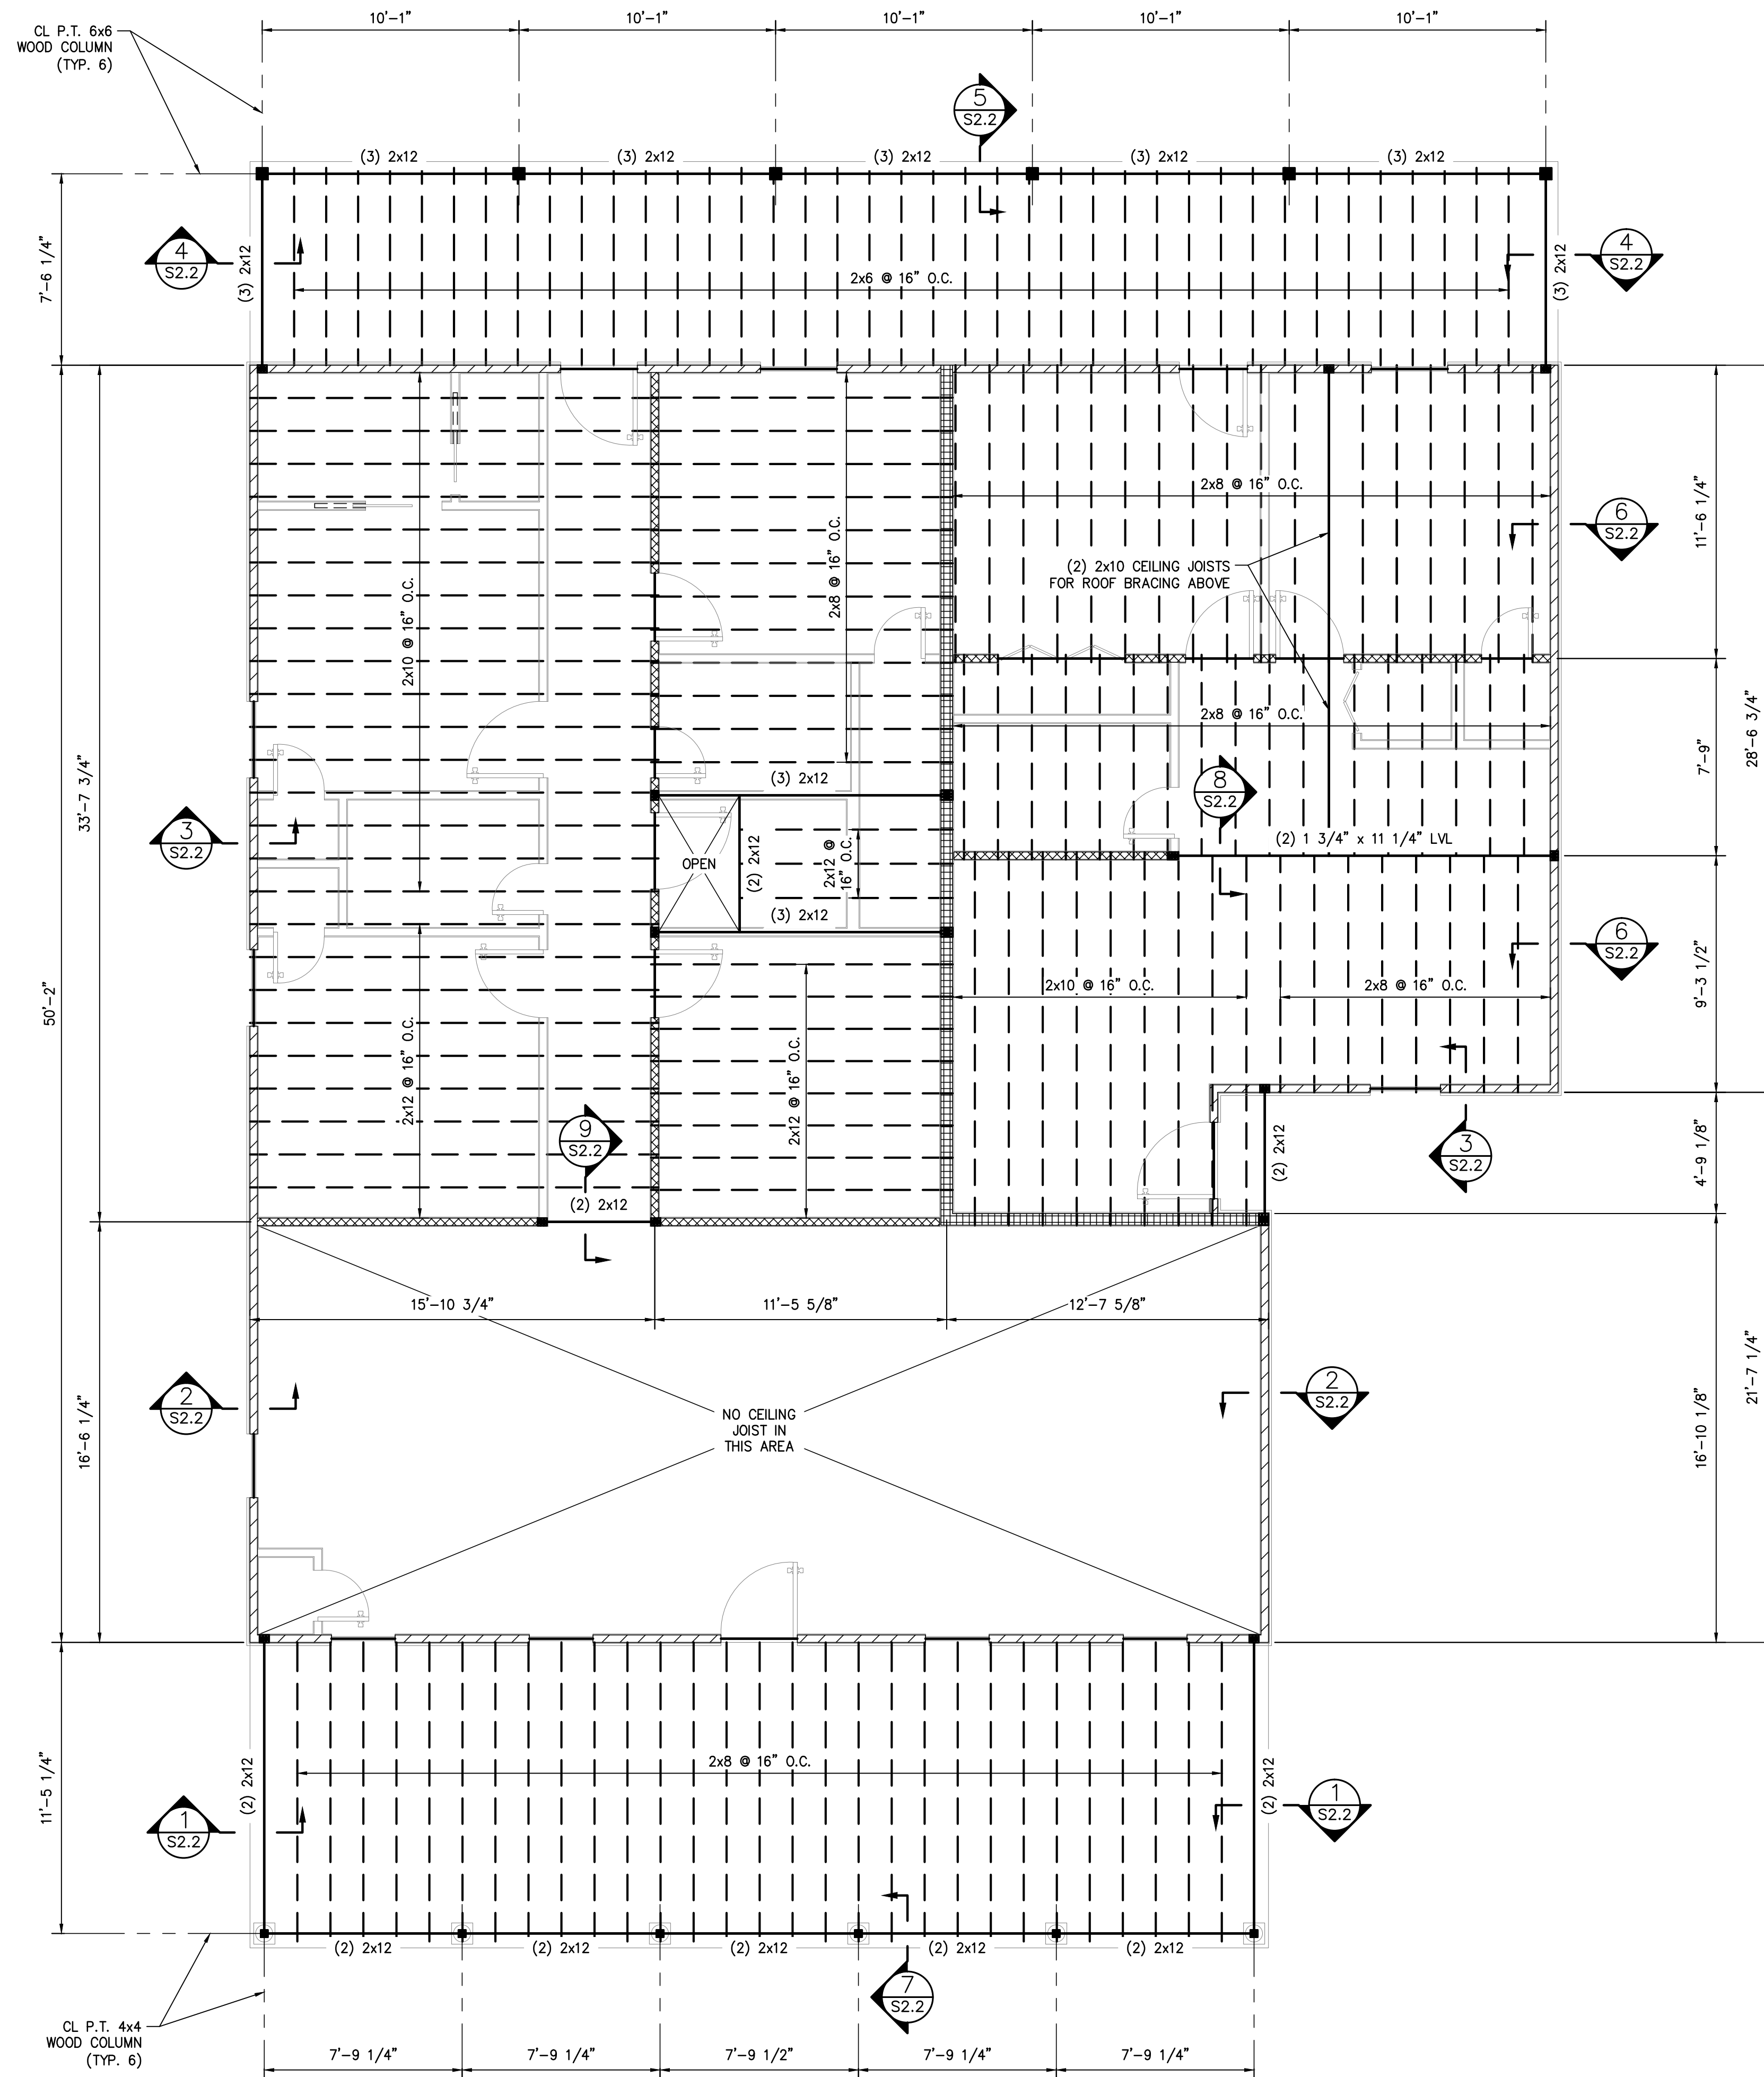 10'-1"
10'-1"
10'-1"
10'-1"
10'-1"
CL P.T. 6x6
WOOD COLUMN
(TYP. 6)
5
S2.2
(3) 2x12
(3) 2x12
(3) 2x12
(3) 2x12
(3) 2x12
7'-6 1/4"
4
S2.2
(3) 2x12
2x6 @ 16" O.C.
(3) 2x12
4
S2.2
2x8 @ 16" O.C.
11'-6 1/4"
6
S2.2
2x8 @ 16" O.C.
(2) 2x10 CEILING JOISTS
FOR ROOF BRACING ABOVE
2x10 @ 16" O.C.
2x8 @ 16" O.C.
7'-9"
28'-6 3/4"
33'-7 3/4"
(3) 2x12
8
S2.2
3
S2.2
(2) 1 3/4" x 11 1/4" LVL
OPEN
(2) 2x12
2x12 @
16" O.C.
(3) 2x12
6
S2.2
9'-3 1/2"
50'-2"
2x10 @ 16" O.C.
2x8 @ 16" O.C.
2x12 @ 16" O.C.
2x12 @ 16" O.C.
9
S2.2
(2) 2x12
3
S2.2
4'-9 1/8"
(2) 2x12
15'-10 3/4"
11'-5 5/8"
12'-7 5/8"
2
S2.2
NO CEILING
JOIST IN
THIS AREA
2
S2.2
16'-6 1/4"
16'-10 1/8"
21'-7 1/4"
2x8 @ 16" O.C.
11'-5 1/4"
(2) 2x12
(2) 2x12
1
S2.2
1
S2.2
(2) 2x12
(2) 2x12
(2) 2x12
(2) 2x12
(2) 2x12
7
S2.2
CL P.T. 4x4
WOOD COLUMN
(TYP. 6)
7'-9 1/4"
7'-9 1/4"
7'-9 1/2"
7'-9 1/4"
7'-9 1/4"